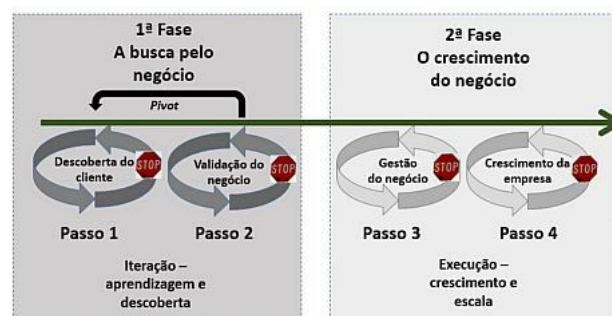 1ª Fase
A busca pelo
negócio
Pivot
Descoberta do
cliente
STOP
Validação do
negócio
STOP
Passo 1
Passo 2
Iteração –
aprendizagem e
descoberta
2ª Fase
O crescimento
do negócio
Gestão
do negócio
STOP
Crescimento da
empresa
STOP
Passo 3
Passo 4
Execução –
crescimento e
escala